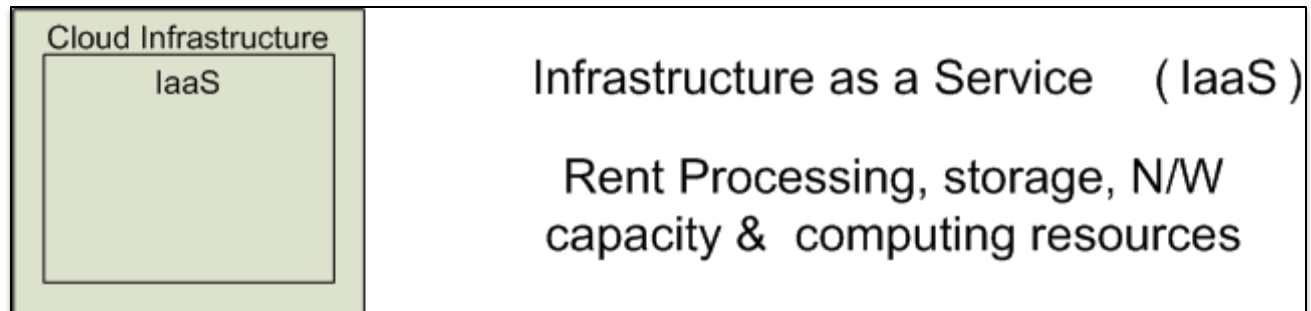 Cloud Infrastructure
IaaS
Infrastructure as a Service ( IaaS )
Rent Processing, storage, N/W
capacity & computing resources